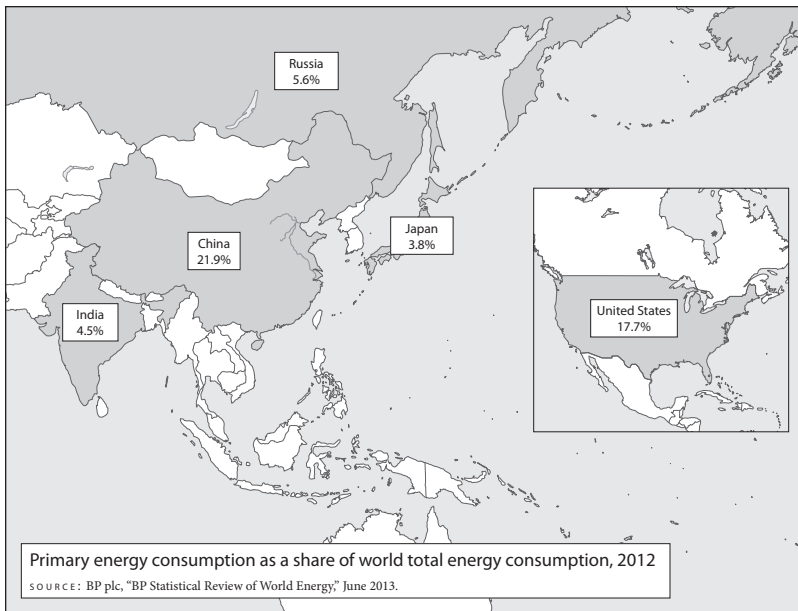 Russia
5.6%
China
21.9%
Japan
3.8%
India
4.5%
United States
17.7%
Primary energy consumption as a share of world total energy consumption, 2012
SOURCE: BP plc, “BP Statistical Review of World Energy,” June 2013.